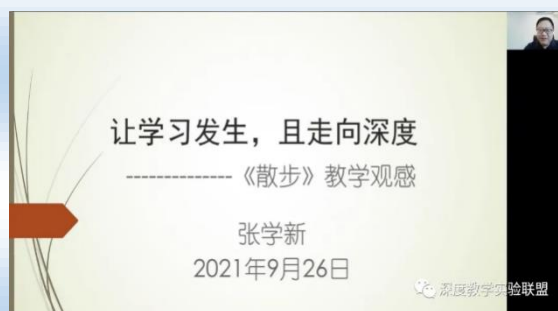 让学习发生，且走向深度
--------------《散步》教学观感
张学新
2021年9月26日
深度教学实验联盟